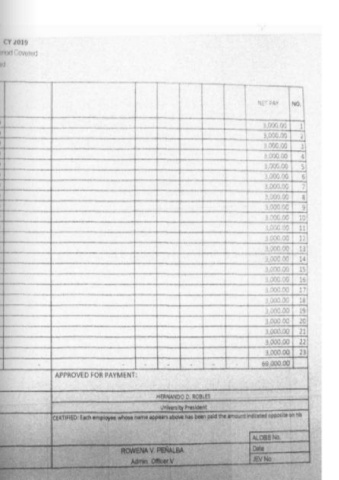 CY 2015
Period Covered
NET PAY NO.
3,000.00 1
3,000.00 2
3,000.00 3
3,000.00 4
3,000.00 5
3,000.00 6
3,000.00 7
3,000.00 8
3,000.00 9
3,000.00 10
3,000.00 11
3,000.00 12
3,000.00 13
3,000.00 14
3,000.00 15
3,000.00 16
3,000.00 17
3,000.00 18
3,000.00 19
3,000.00 20
3,000.00 21
3,000.00 22
3,000.00 23
- - - - - -
APPROVED FOR PAYMENT:
HERNANDO D. ROBLES
University President
CERTIFIED: Each employee whose name appears above has been paid the amount indicated opposite on his
ALOBS No.
ROWENA V. PEÑALBA Date
Admin. Officer V JEV No